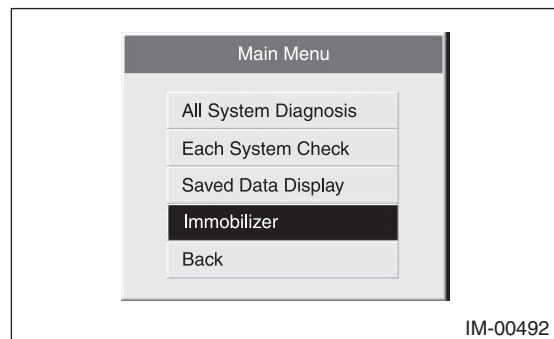 Main Menu
All System Diagnosis
Each System Check
Saved Data Display
Immobilizer
Back
IM-00492